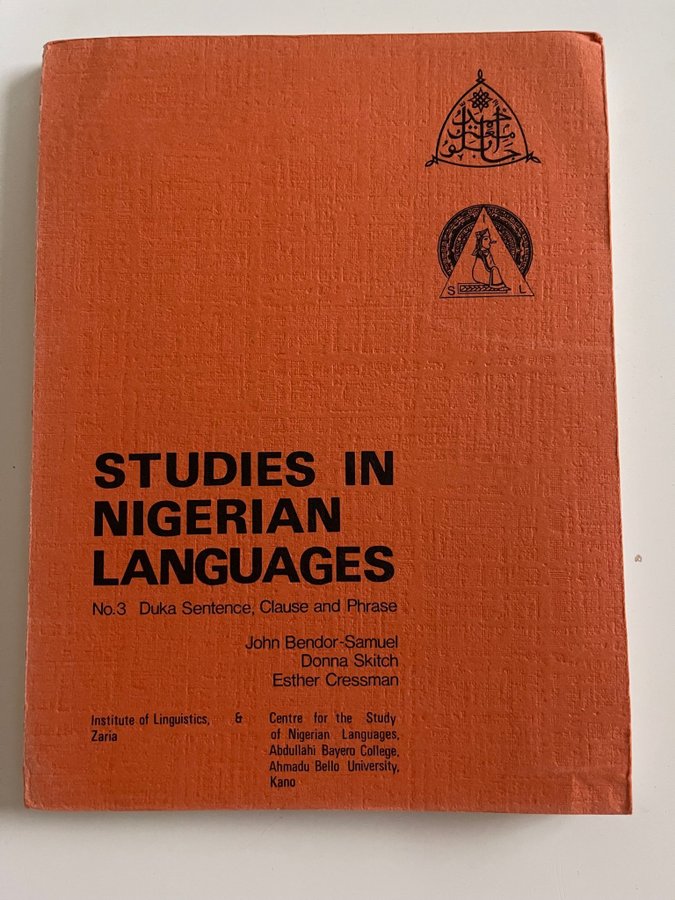 S I L
STUDIES IN
NIGERIAN
LANGUAGES
No.3 Duka Sentence, Clause and Phrase
John Bendor-Samuel
Donna Skitch
Esther Cressman
Institute of Linguistics, &
Zaria
Centre for the Study
of Nigerian Languages,
Abdullahi Bayero College,
Ahmadu Bello University,
Kano